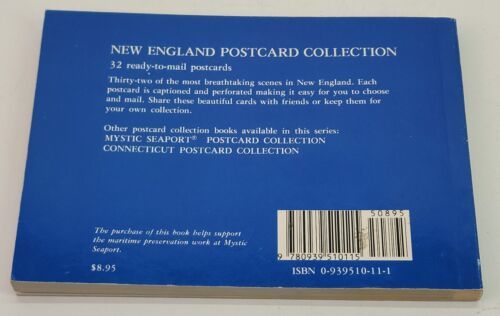 NEW ENGLAND POSTCARD COLLECTION
32 ready-to-mail postcards
Thirty-two of the most breathtaking scenes in New England. Each
postcard is captioned and perforated making it easy for you to choose
and mail. Share these beautiful cards with friends or keep them for
your own collection.
Other postcard collection books available in this series:
MYSTIC SEAPORT® POSTCARD COLLECTION
CONNECTICUT POSTCARD COLLECTION
The purchase of this book helps support
the maritime preservation work at Mystic
Seaport.
$8.95
50895
9 780939 510115
ISBN 0-939510-11-1